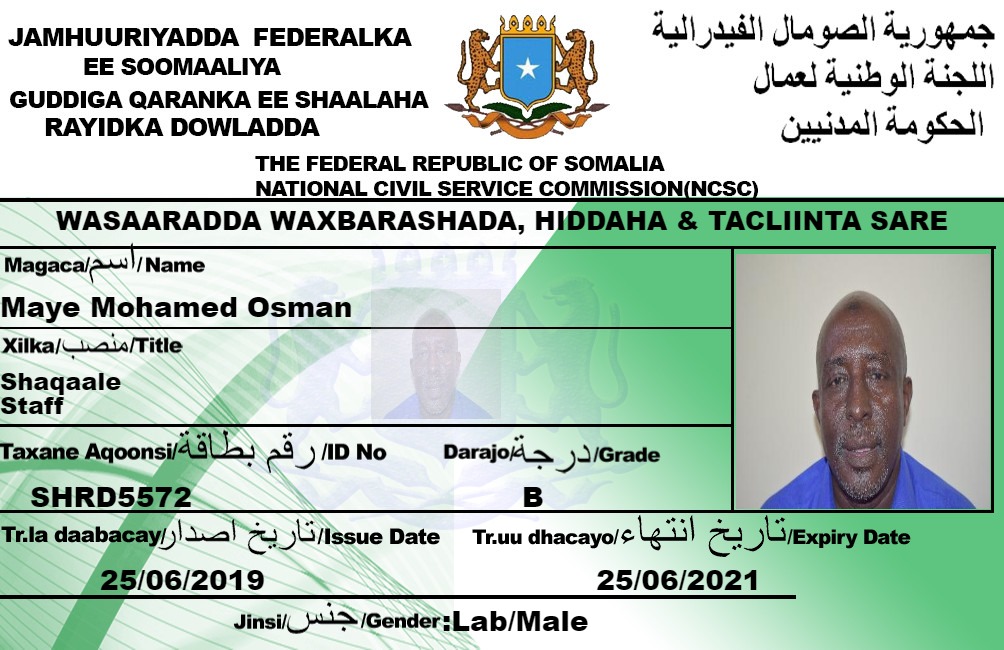 JAMHUURIYADDA FEDERALKA
EE SOOMAALIYA
GUDDIGA QARANKA EE SHAALAHA
RAYIDKA DOWLADDA
جمهورية الصومال الفيدرالية
اللجنة الوطنية لعمال
الحكومة المدنيين
THE FEDERAL REPUBLIC OF SOMALIA
NATIONAL CIVIL SERVICE COMMISSION(NCSC)
WASAARADDA WAXBARASHADA, HIDDAHA & TACLIINTA SARE
Magaca/اسم/Name
Maye Mohamed Osman
Xilka/منصب/Title
Shaqaale
Staff
Taxane Aqoonsi/رقم بطاقة/ID No
Darajo/درجة/Grade
SHRD5572
B
Tr.la daabacay/تاريخ اصدار/Issue Date
Tr.uu dhacayo/تاريخ انتهاء/Expiry Date
25/06/2019
25/06/2021
Jinsi/جنس/Gender:Lab/Male